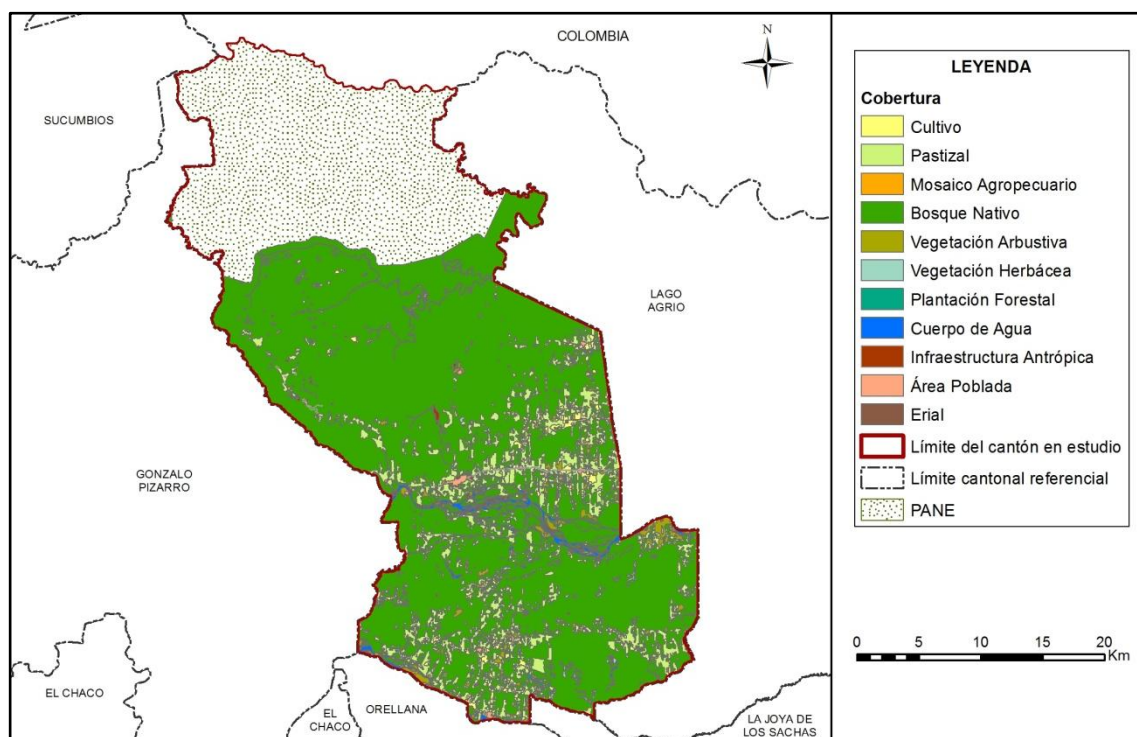 COLOMBIA
N
SUCUMBIOS
LAGO
AGRIO
GONZALO
PIZARRO
EL CHACO
EL
CHACO
ORELLANA
LA JOYA DE
LOS SACHAS
LEYENDA
Cobertura
Cultivo
Pastizal
Mosaico Agropecuario
Bosque Nativo
Vegetación Arbustiva
Vegetación Herbácea
Plantación Forestal
Cuerpo de Agua
Infraestructura Antrópica
Área Poblada
Erial
Límite del cantón en estudio
Límite cantonal referencial
PANE
0 5 10 15 20
Km